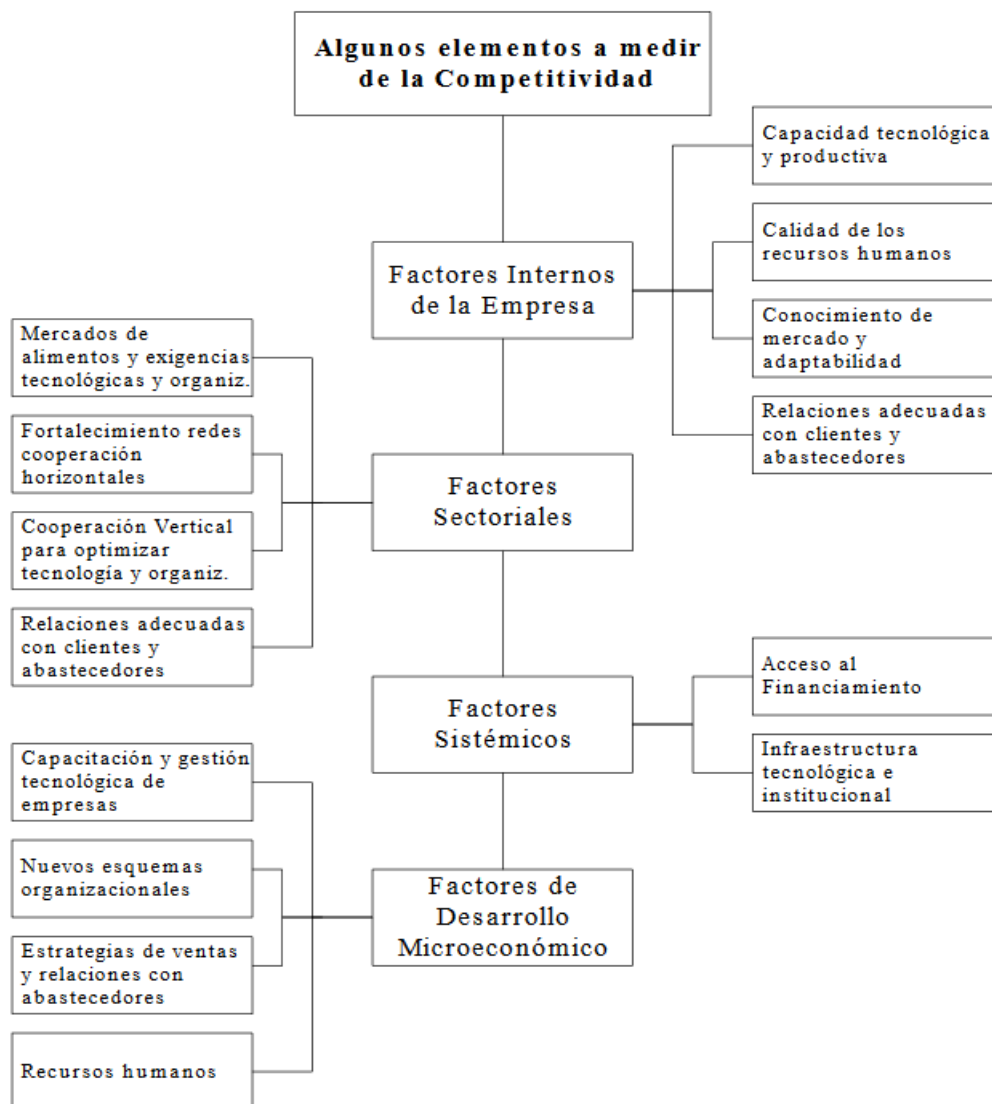 Algunos elementos a medir
de la Competitividad
Factores Internos
de la Empresa
Capacidad tecnológica
y productiva
Calidad de los
recursos humanos
Conocimiento de
mercado y
adaptabilidad
Relaciones adecuadas
con clientes y
abastecedores
Factores
Sectoriales
Mercados de
alimentos y exigencias
tecnológicas y organiz.
Fortalecimiento redes
cooperación
horizontales
Cooperación Vertical
para optimizar
tecnología y organiz.
Relaciones adecuadas
con clientes y
abastecedores
Factores
Sistémicos
Acceso al
Financiamiento
Infraestructura
tecnológica e
institucional
Factores de
Desarrollo
Microeconómico
Capacitación y gestión
tecnológica de
empresas
Nuevos esquemas
organizacionales
Estrategias de ventas
y relaciones con
abastecedores
Recursos humanos